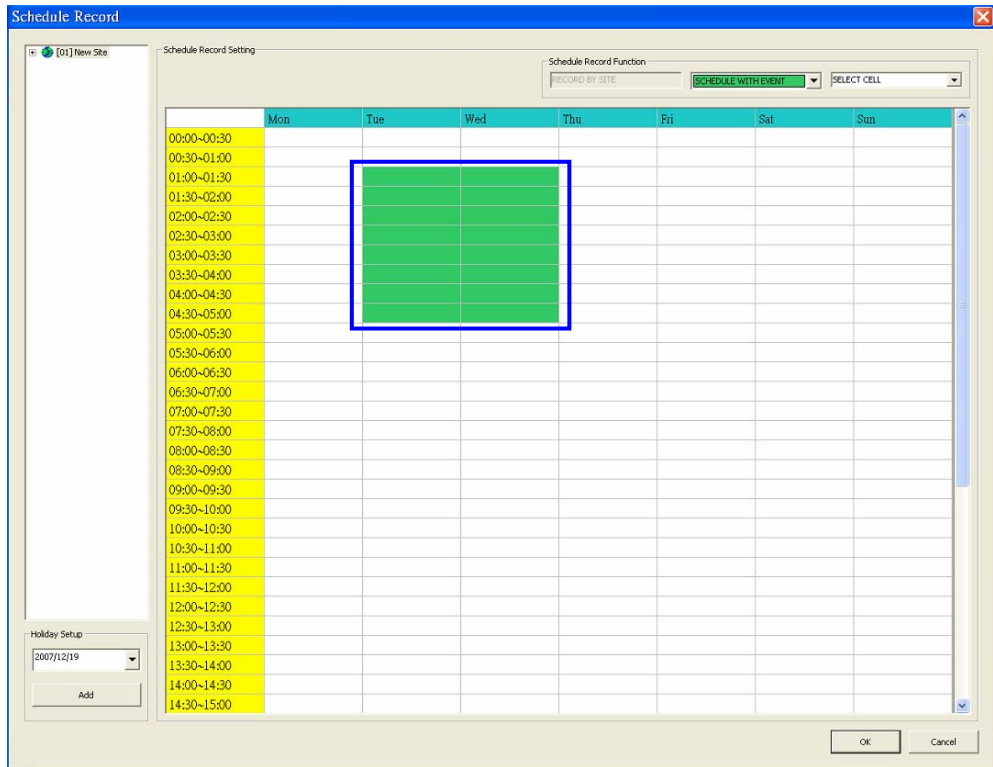 Schedule Record
[01] New Site
Schedule Record Setting
Schedule Record Function
RECORD BY SITE
SCHEDULE WITH EVENT
SELECT CELL
Mon Tue Wed Thu Fri Sat Sun
00:00~00:30
00:30~01:00
01:00~01:30
01:30~02:00
02:00~02:30
02:30~03:00
03:00~03:30
03:30~04:00
04:00~04:30
04:30~05:00
05:00~05:30
05:30~06:00
06:00~06:30
06:30~07:00
07:00~07:30
07:30~08:00
08:00~08:30
08:30~09:00
09:00~09:30
09:30~10:00
10:00~10:30
10:30~11:00
11:00~11:30
11:30~12:00
12:00~12:30
12:30~13:00
13:00~13:30
13:30~14:00
14:00~14:30
14:30~15:00
Holiday Setup
2007/12/19
Add
OK Cancel